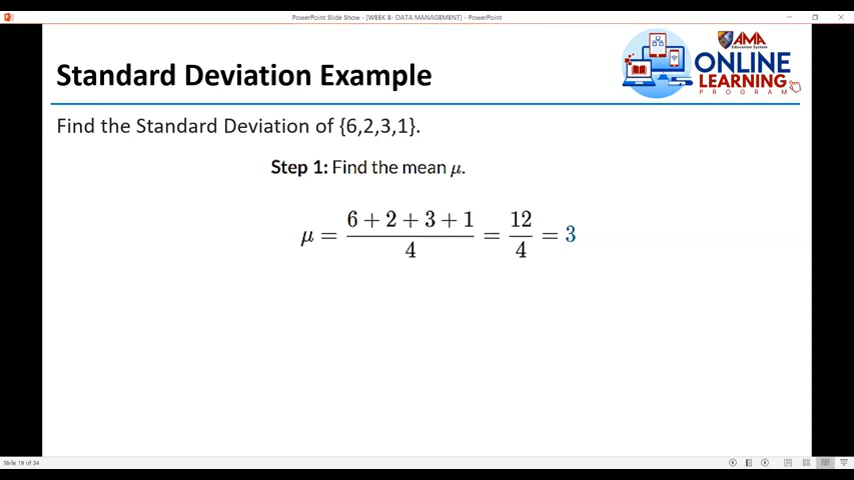 PowerPoint Slide Show - [WEEK 8- DATA MANAGEMENT] - PowerPoint
AMA
Education System
ONLINE
LEARNING
PROGRAM
Standard Deviation Example
Find the Standard Deviation of {6,2,3,1}.
Step 1: Find the mean μ.
μ = (6 + 2 + 3 + 1)/4 = 12/4 = 3
Slide 19 of 34